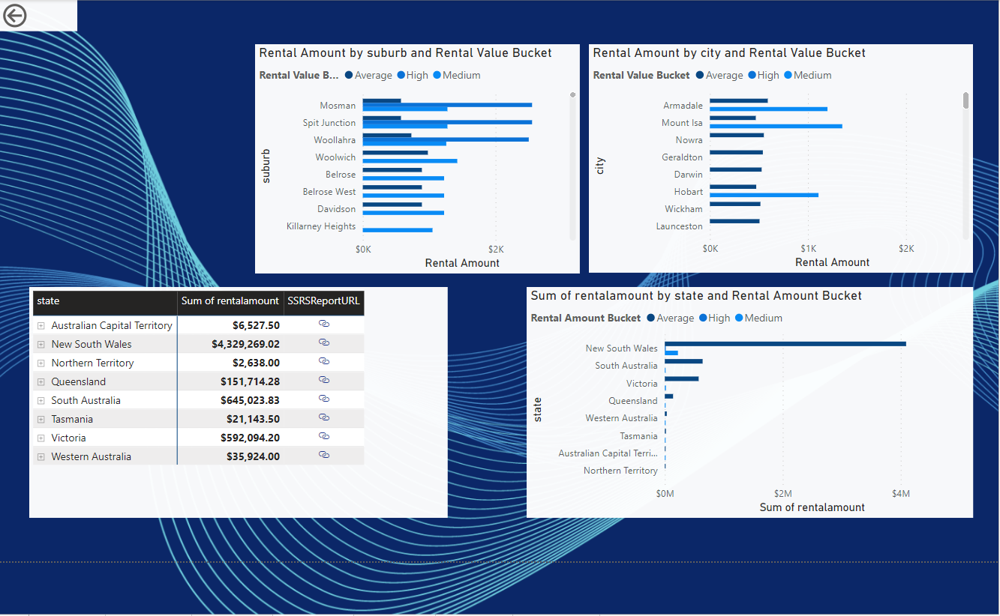 Rental Amount by suburb and Rental Value Bucket
Rental Value B... Average High Medium
suburb
Mosman
Spit Junction
Woollahra
Woolwich
Belrose
Belrose West
Davidson
Killarney Heights
$0K $2K
Rental Amount
Rental Amount by city and Rental Value Bucket
Rental Value Bucket Average High Medium
city
Armadale
Mount Isa
Nowra
Geraldton
Darwin
Hobart
Wickham
Launceston
$0K $1K $2K
Rental Amount
state Sum of rentalamount SSRSReportURL
Australian Capital Territory $6,527.50
New South Wales $4,329,269.02
Northern Territory $2,638.00
Queensland $151,714.28
South Australia $645,023.83
Tasmania $21,143.50
Victoria $592,094.20
Western Australia $35,924.00
Sum of rentalamount by state and Rental Amount Bucket
Rental Amount Bucket Average High Medium
state
New South Wales
South Australia
Victoria
Queensland
Western Australia
Tasmania
Australian Capital Terri...
Northern Territory
$0M $2M $4M
Sum of rentalamount